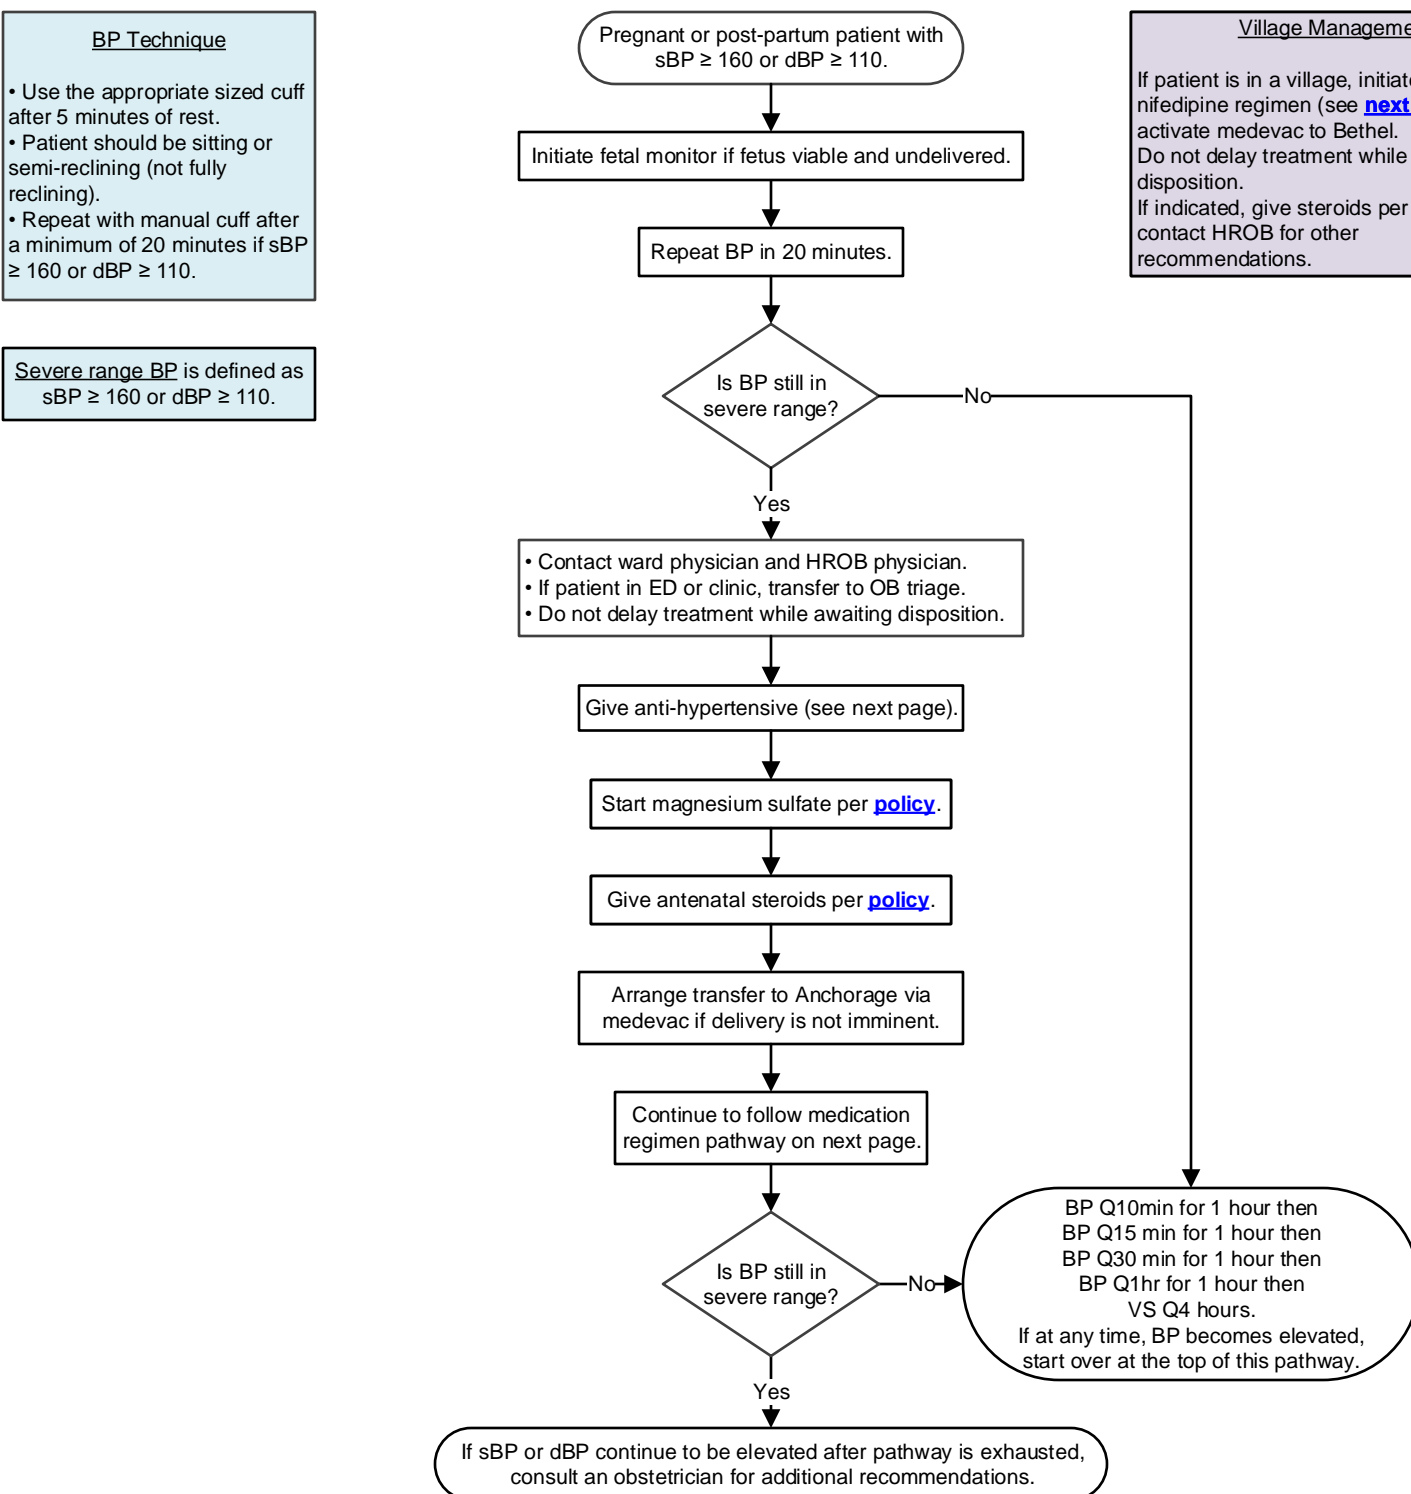 BP Technique
• Use the appropriate sized cuff
after 5 minutes of rest.
• Patient should be sitting or
semi-reclining (not fully
reclining).
• Repeat with manual cuff after
a minimum of 20 minutes if sBP
≥ 160 or dBP ≥ 110.
Severe range BP is defined as
sBP ≥ 160 or dBP ≥ 110.
Pregnant or post-partum patient with
sBP ≥ 160 or dBP ≥ 110.
Initiate fetal monitor if fetus viable and undelivered.
Repeat BP in 20 minutes.
Is BP still in
severe range?
No
Yes
• Contact ward physician and HROB physician.
• If patient in ED or clinic, transfer to OB triage.
• Do not delay treatment while awaiting disposition.
Give anti-hypertensive (see next page).
Start magnesium sulfate per policy.
Give antenatal steroids per policy.
Arrange transfer to Anchorage via
medevac if delivery is not imminent.
Continue to follow medication
regimen pathway on next page.
Is BP still in
severe range?
No
Yes
If sBP or dBP continue to be elevated after pathway is exhausted,
consult an obstetrician for additional recommendations.
Village
If patient is in a village,
nifedipine regimen (see next
activate medevac to Bethel.
Do not delay treatment while
disposition.
If indicated, give steroids per
contact HROB for other
recommendations.
BP Q10min for 1 hour then
BP Q15 min for 1 hour then
BP Q30 min for 1 hour then
BP Q1hr for 1 hour then
VS Q4 hours.
If at any time, BP becomes elevated,
start over at the top of this pathway.